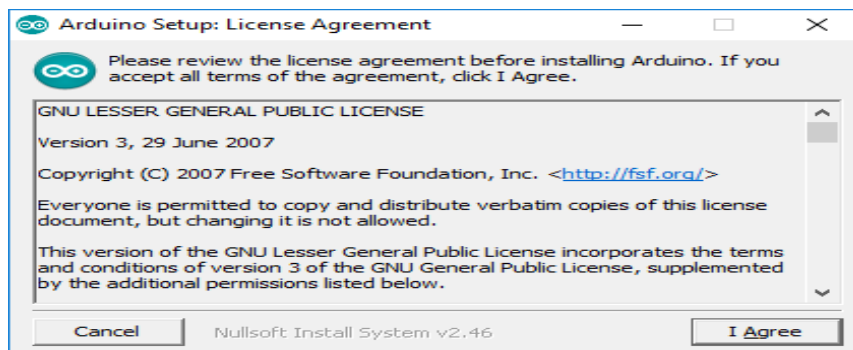 Arduino Setup: License Agreement
Please review the license agreement before installing Arduino. If you
accept all terms of the agreement, click I Agree.
GNU LESSER GENERAL PUBLIC LICENSE
Version 3, 29 June 2007
Copyright (C) 2007 Free Software Foundation, Inc. <http://fsf.org/>
Everyone is permitted to copy and distribute verbatim copies of this license
document, but changing it is not allowed.
This version of the GNU Lesser General Public License incorporates the terms
and conditions of version 3 of the GNU General Public License, supplemented
by the additional permissions listed below.
Cancel
Nullsoft Install System v2.46
I Agree